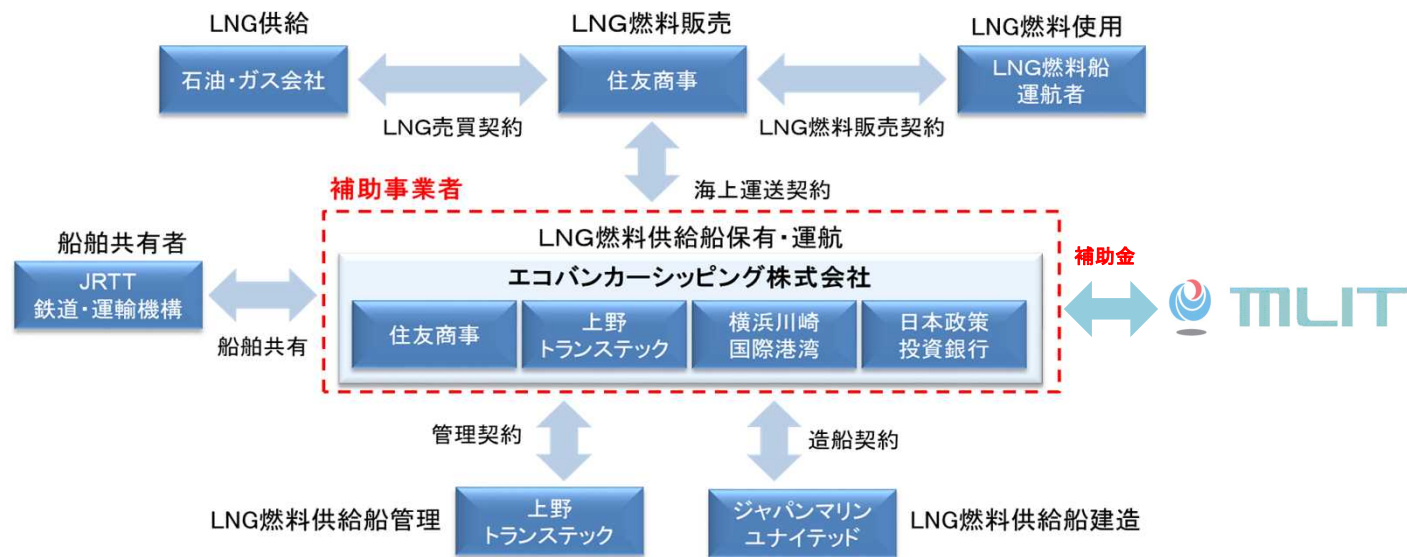 LNG供給
LNG燃料販売
LNG燃料使用
石油・ガス会社
住友商事
LNG燃料船
運航者
LNG売買契約
LNG燃料販売契約
海上運送契約
補助事業者
LNG燃料供給船保有・運航
エコバンカーシッピング株式会社
住友商事
上野
トランステック
横浜川崎
国際港湾
日本政策
投資銀行
船舶共有者
JRTT
鉄道・運輸機構
船舶共有
補助金
MLIT
管理契約
造船契約
LNG燃料供給船管理
上野
トランステック
ジャパンマリン
ユナイテッド
LNG燃料供給船建造